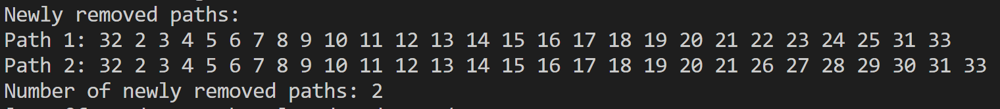 Newly removed paths:
Path 1: 32 2 3 4 5 6 7 8 9 10 11 12 13 14 15 16 17 18 19 20 21 22 23 24 25 31 33
Path 2: 32 2 3 4 5 6 7 8 9 10 11 12 13 14 15 16 17 18 19 20 21 26 27 28 29 30 31 33
Number of newly removed paths: 2